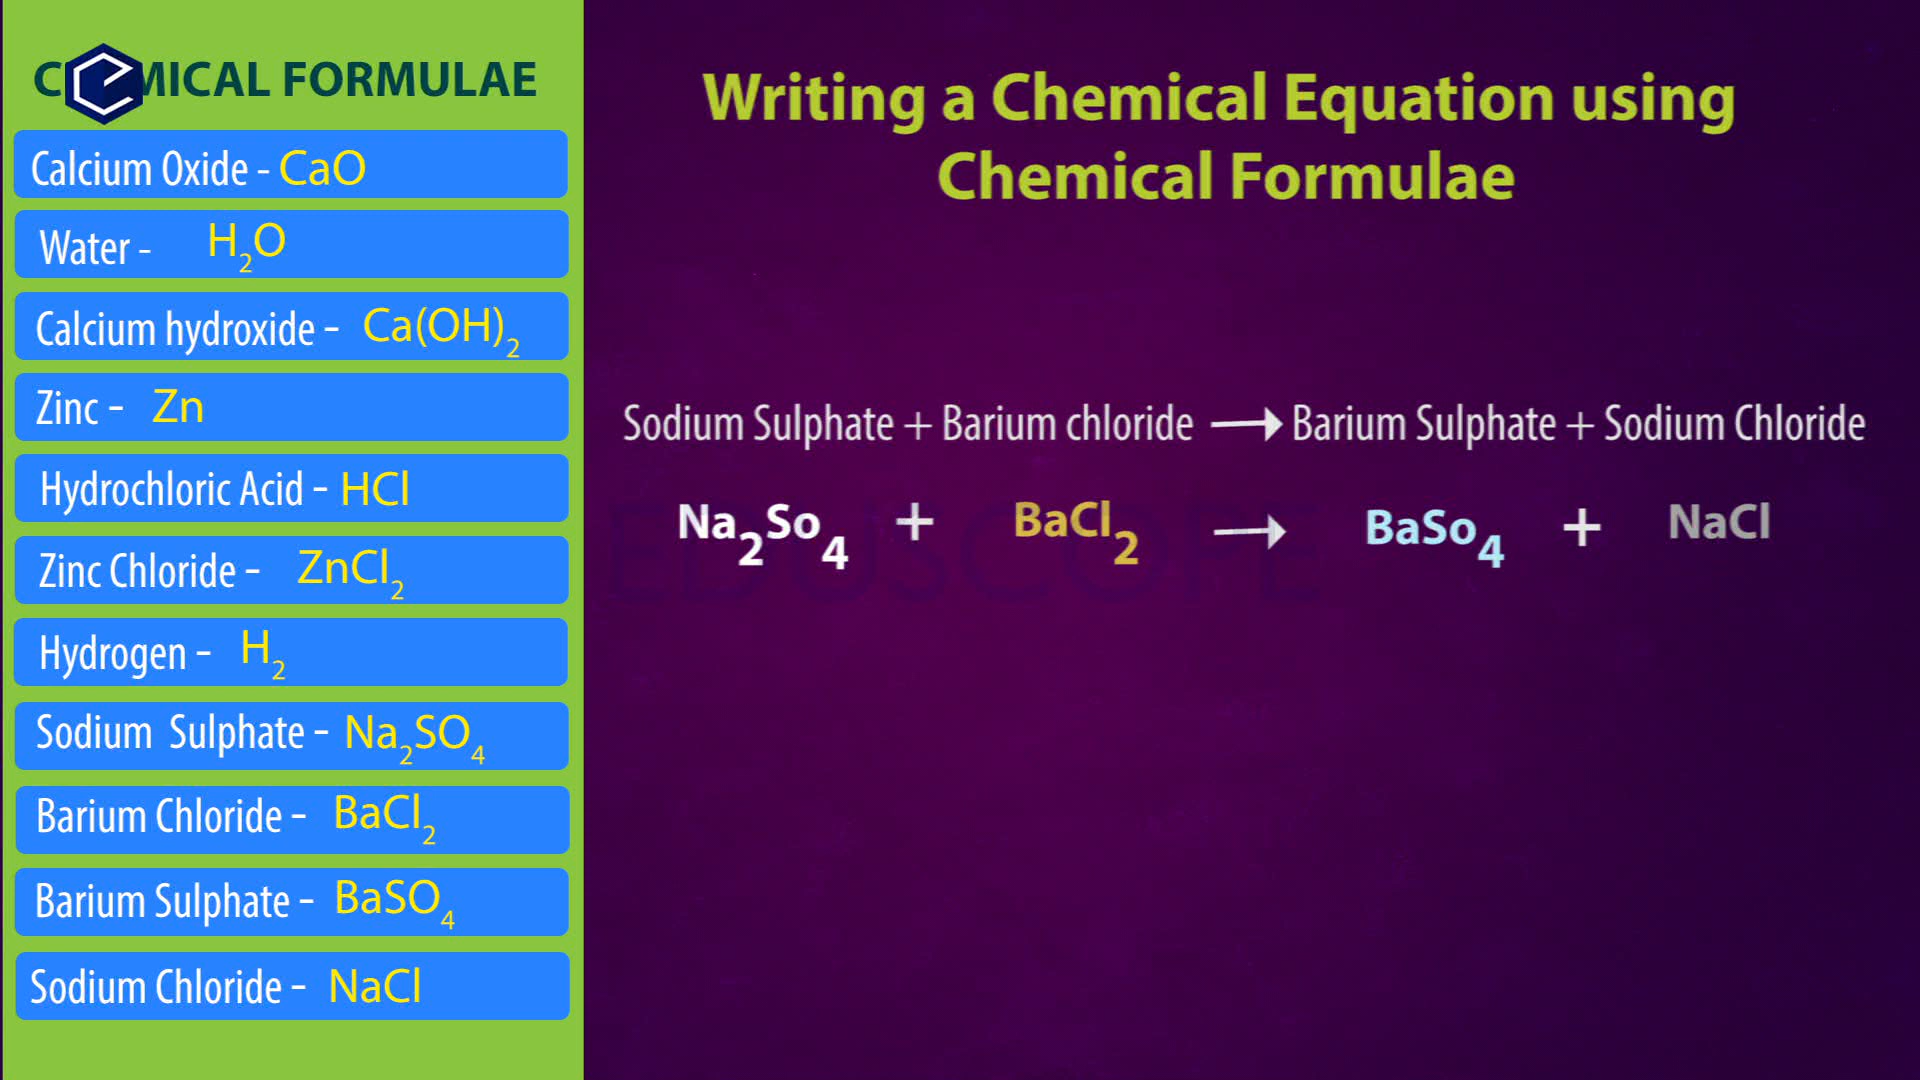 CHEMICAL FORMULAE
Calcium Oxide - CaO
Water - H₂O
Calcium hydroxide - Ca(OH)₂
Zinc - Zn
Hydrochloric Acid - HCl
Zinc Chloride - ZnCl₂
Hydrogen - H₂
Sodium Sulphate - Na₂SO₄
Barium Chloride - BaCl₂
Barium Sulphate - BaSO₄
Sodium Chloride - NaCl
Writing a Chemical Equation using
Chemical Formulae
Sodium Sulphate + Barium chloride → Barium Sulphate + Sodium Chloride
Na₂So₄ + BaCl₂ → BaSo₄ + NaCl
EDUSCOPE